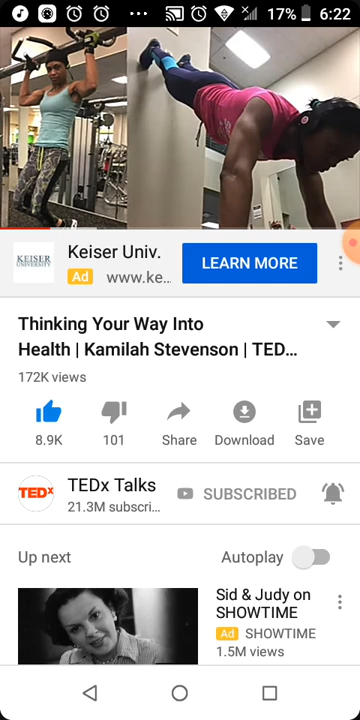 17% 6:22
Keiser Univ.
KEISER
UNIVERSITY
Ad www.ke...
LEARN MORE
Thinking Your Way Into
Health | Kamilah Stevenson | TED...
172K views
8.9K 101 Share Download Save
TEDx
TEDx Talks
21.3M subscri...
SUBSCRIBED
Up next Autoplay
Sid & Judy on
SHOWTIME
Ad SHOWTIME
1.5M views